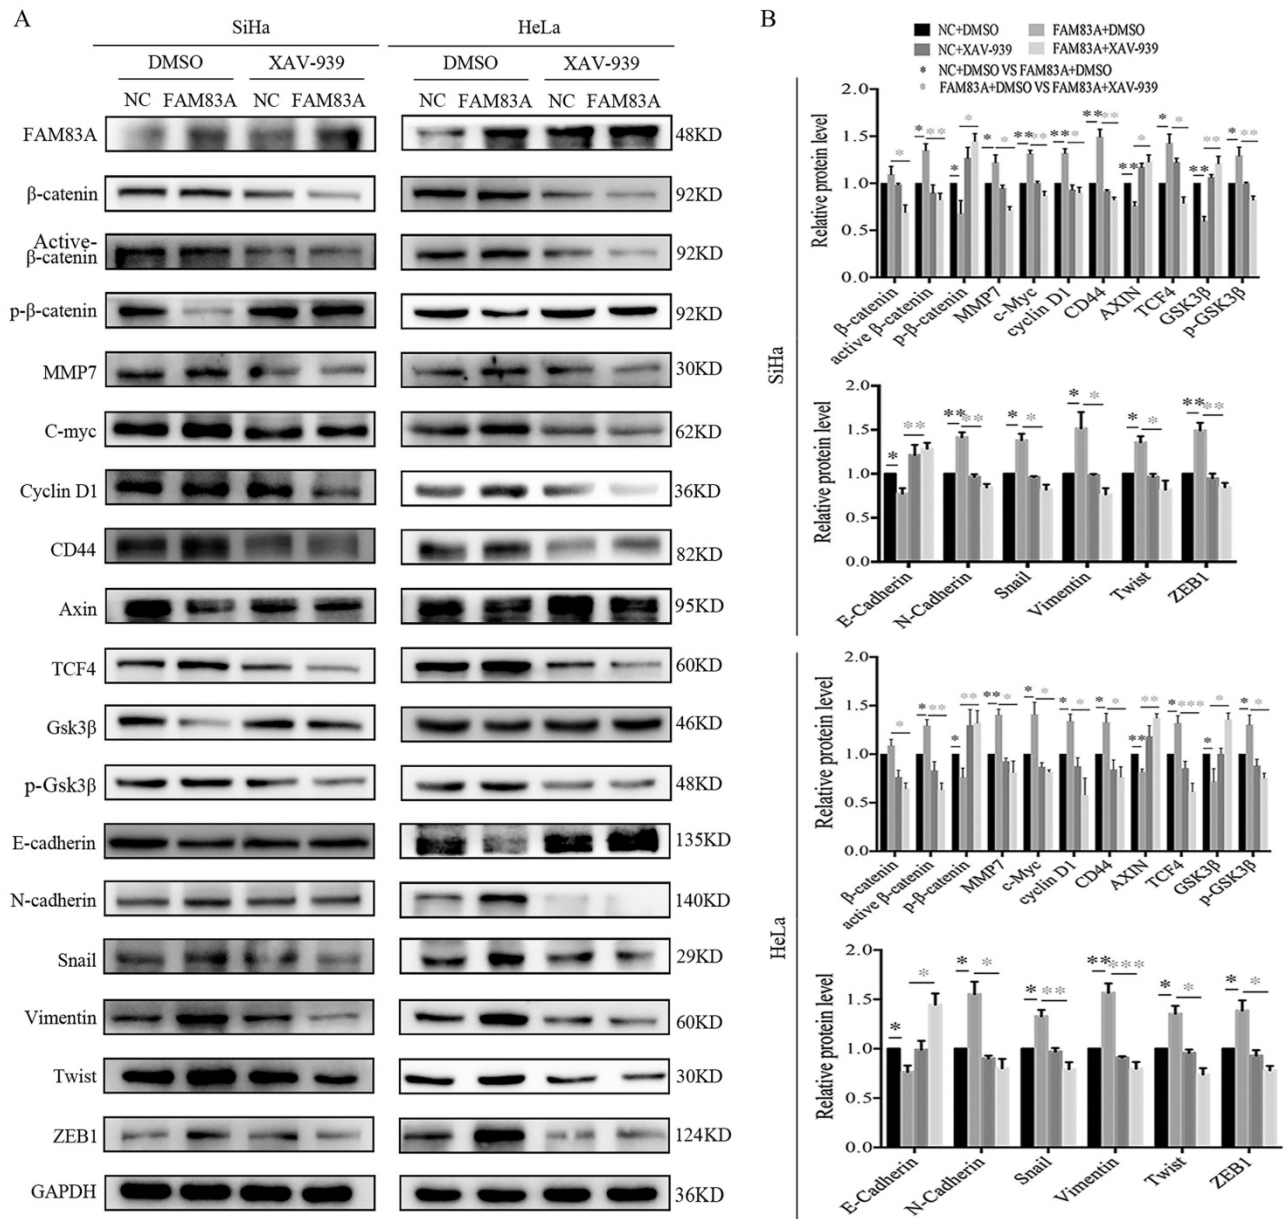 A
SiHa HeLa
DMSO XAV-939 DMSO XAV-939
NC FAM83A NC FAM83A NC FAM83A NC FAM83A
FAM83A 48KD
β-catenin 92KD
Active-
β-catenin 92KD
p-β-catenin 92KD
MMP7 30KD
C-myc 62KD
Cyclin D1 36KD
CD44 82KD
Axin 95KD
TCF4 60KD
Gsk3β 46KD
p-Gsk3β 48KD
E-cadherin 135KD
N-cadherin 140KD
Snail 29KD
Vimentin 60KD
Twist 30KD
ZEB1 124KD
GAPDH 36KD
B
NC+DMSO FAM83A+DMSO
NC+XAV-939 FAM83A+XAV-939
* NC+DMSO VS FAM83A+DMSO
* FAM83A+DMSO VS FAM83A+XAV-939
SiHa
Relative protein level
2.0
1.5
1.0
0.5
0.0
* * ** * * * * * ** ** ** * ** ** ** * * * ** ** * **
β-catenin active β-catenin p-β-catenin MMP7 c-Myc cyclin D1 CD44 AXIN TCF4 GSK3β p-GSK3β
Relative protein level
2.0
1.5
1.0
0.5
0.0
* ** ** ** * * * * * * ** **
E-Cadherin N-Cadherin Snail Vimentin Twist ZEB1
HeLa
Relative protein level
2.0
1.5
1.0
0.5
0.0
* * ** * ** ** * * * * * * * ** ** * *** * * * **
β-catenin active β-catenin p-β-catenin MMP7 c-Myc cyclin D1 CD44 AXIN TCF4 GSK3β p-GSK3β
Relative protein level
2.0
1.5
1.0
0.5
0.0
* * * * * ** ** *** * * * *
E-Cadherin N-Cadherin Snail Vimentin Twist ZEB1